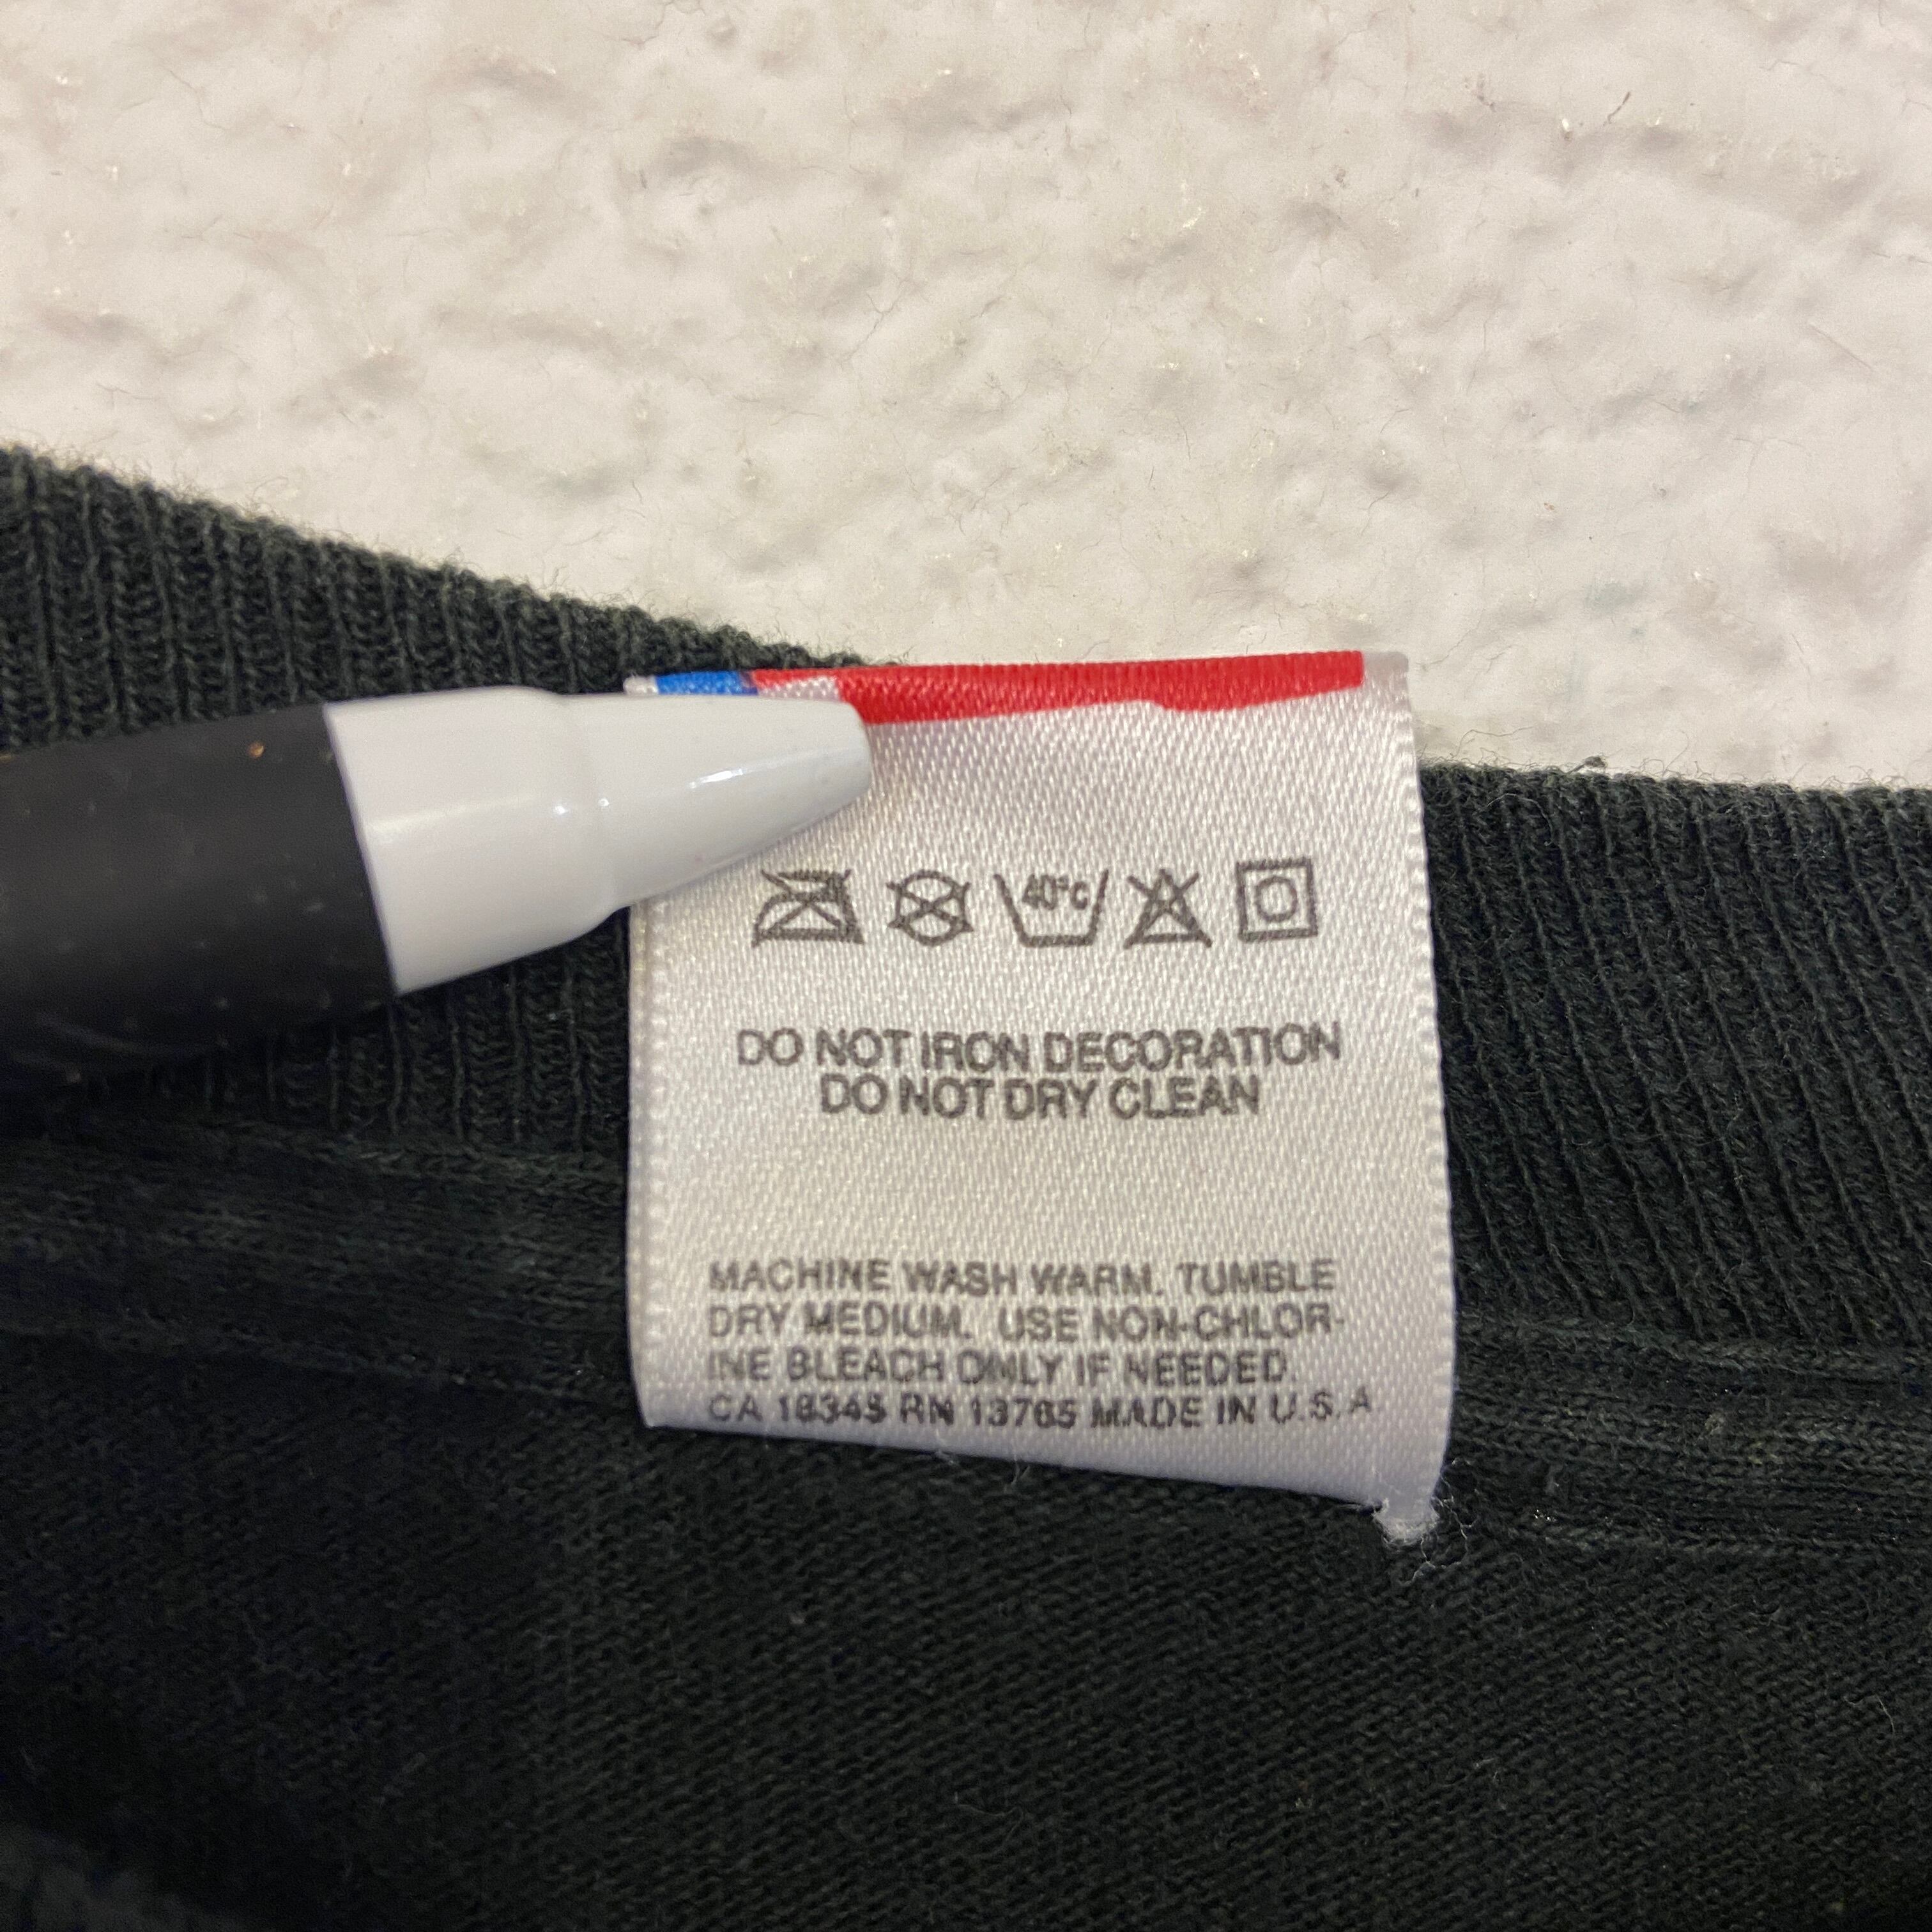 40°C
DO NOT IRON DECORATION
DO NOT DRY CLEAN
MACHINE WASH WARM. TUMBLE
DRY MEDIUM. USE NON-CHLOR-
INE BLEACH ONLY IF NEEDED.
CA 18345 RN 13765 MADE IN U.S.A